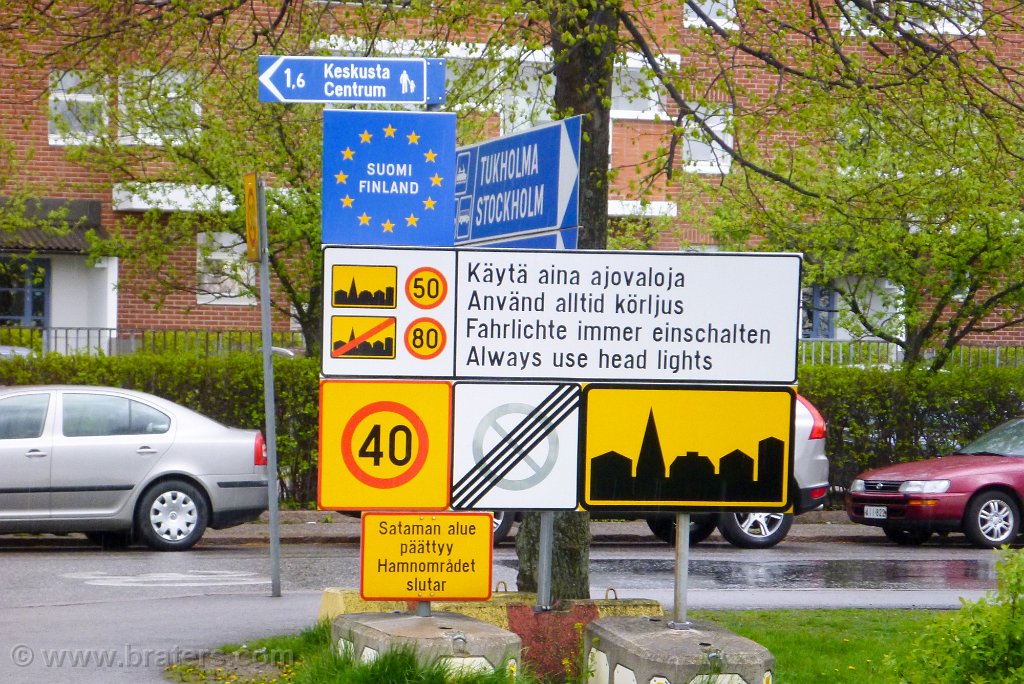 1,6
Keskusta
Centrum
SUOMI
FINLAND
TUKHOLMA
STOCKHOLM
50
80
Käytä aina ajovaloja
Använd alltid körljus
Fahrlichte immer einschalten
Always use head lights
40
Sataman alue
päättyy
Hamnområdet
slutar
© www.braters.com